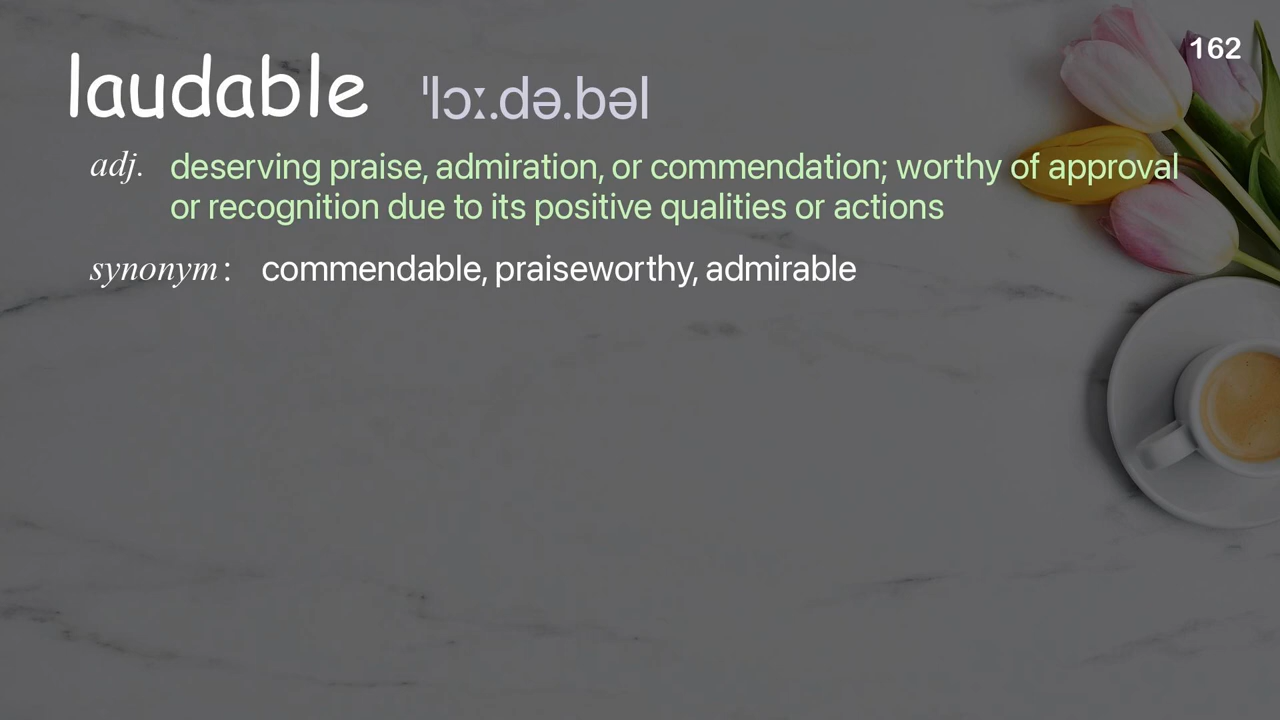 162
laudable ˈlɔː.də.bəl
adj. deserving praise, admiration, or commendation; worthy of approval
or recognition due to its positive qualities or actions
synonym : commendable, praiseworthy, admirable